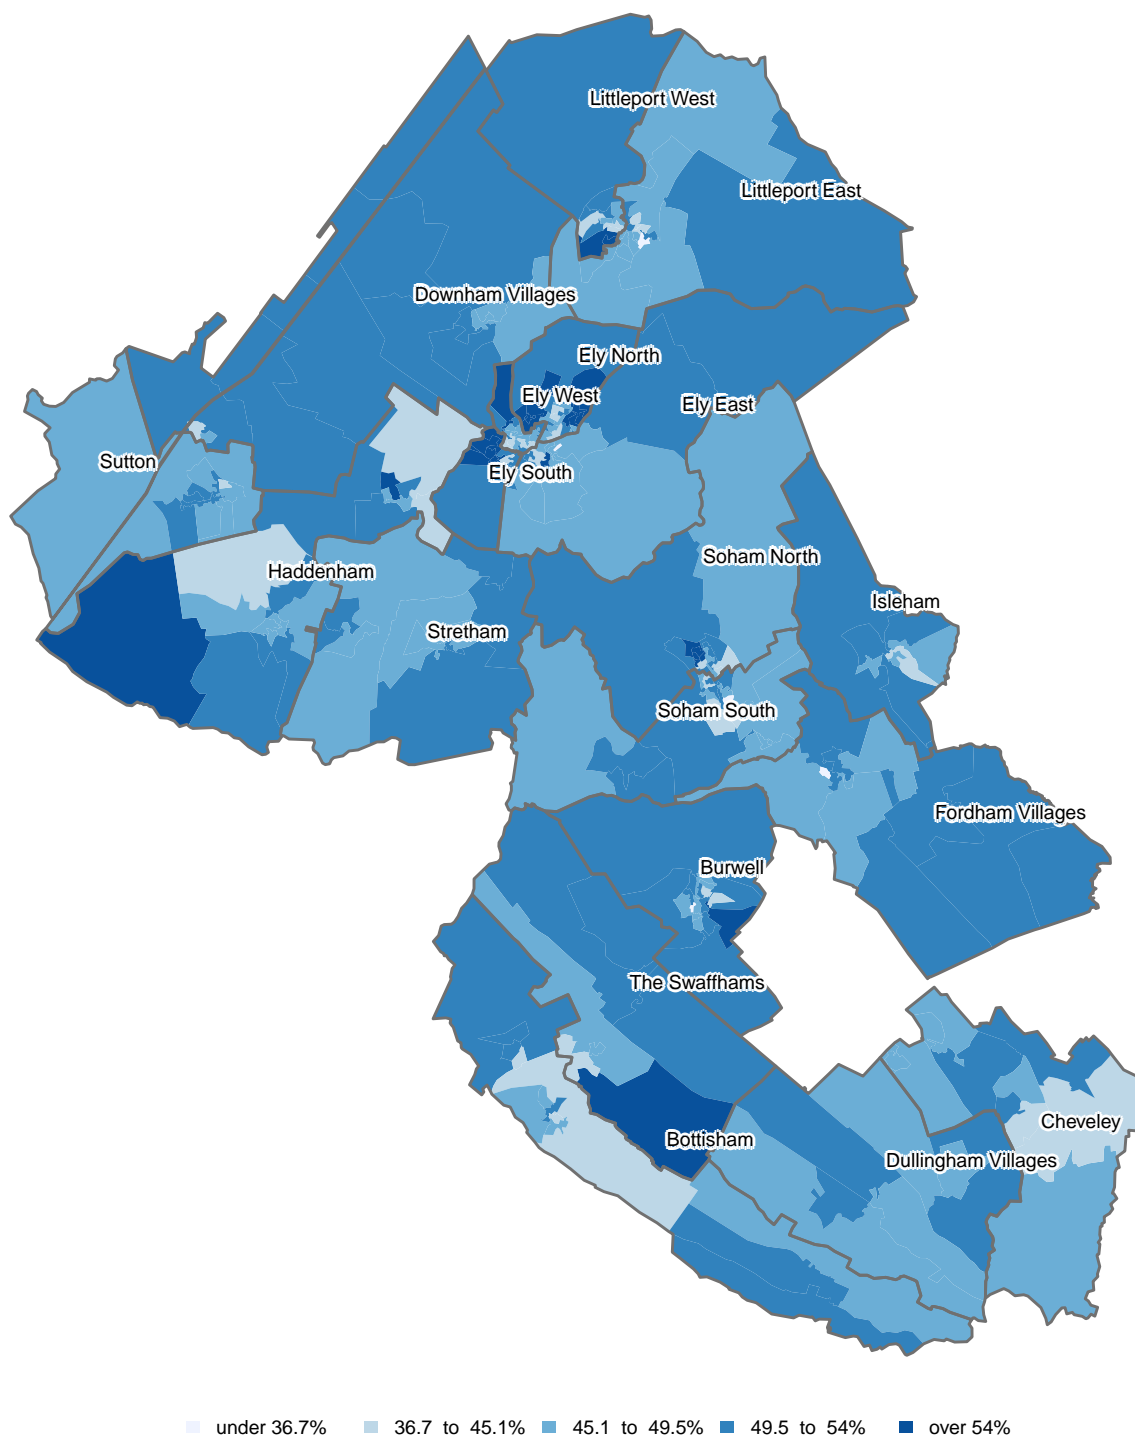 Littleport West
Littleport East
Downham Villages
Ely North
Ely West
Ely East
Sutton
Ely South
Soham North
Haddenham
Isleham
Stretham
Soham South
Fordham Villages
Burwell
The Swaffhams
Cheveley
Bottisham
Dullingham Villages
under 36.7% 36.7 to 45.1% 45.1 to 49.5% 49.5 to 54% over 54%